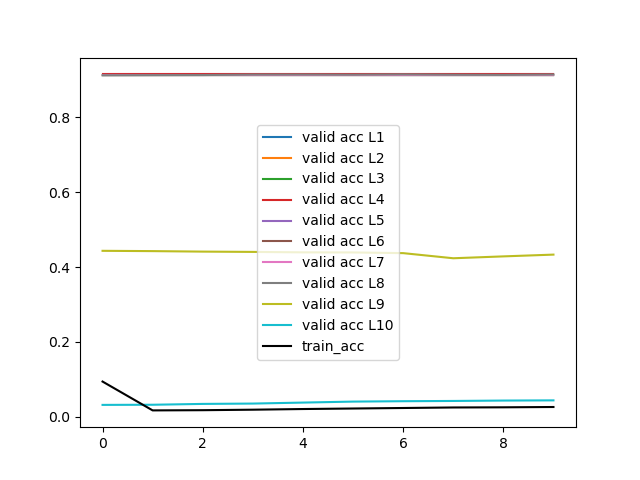 0.8
0.6
0.4
0.2
0.0
0
2
4
6
8
valid acc L1
valid acc L2
valid acc L3
valid acc L4
valid acc L5
valid acc L6
valid acc L7
valid acc L8
valid acc L9
valid acc L10
train_acc